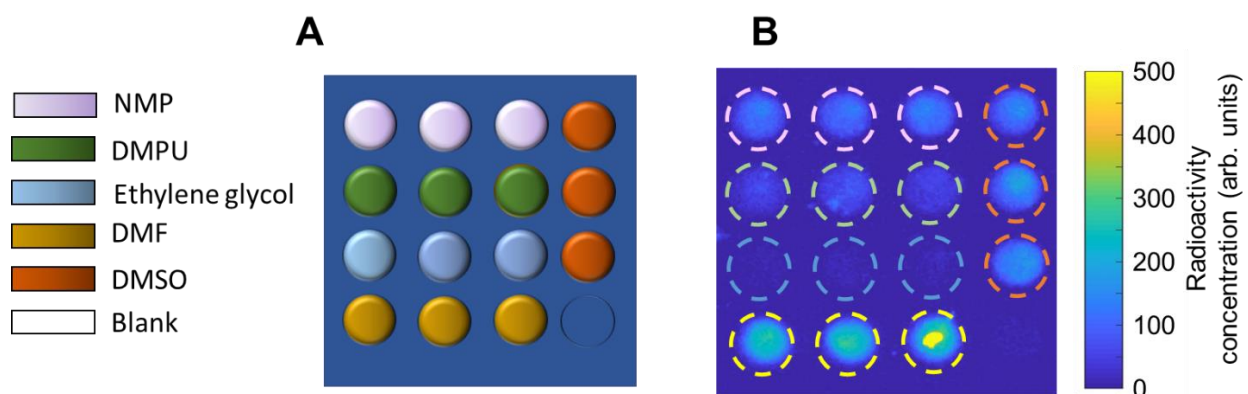 A
B
NMP
DMPU
Ethylene glycol
DMF
DMSO
Blank
500
400
300
200
100
0
Radioactivity
concentration (arb. units)